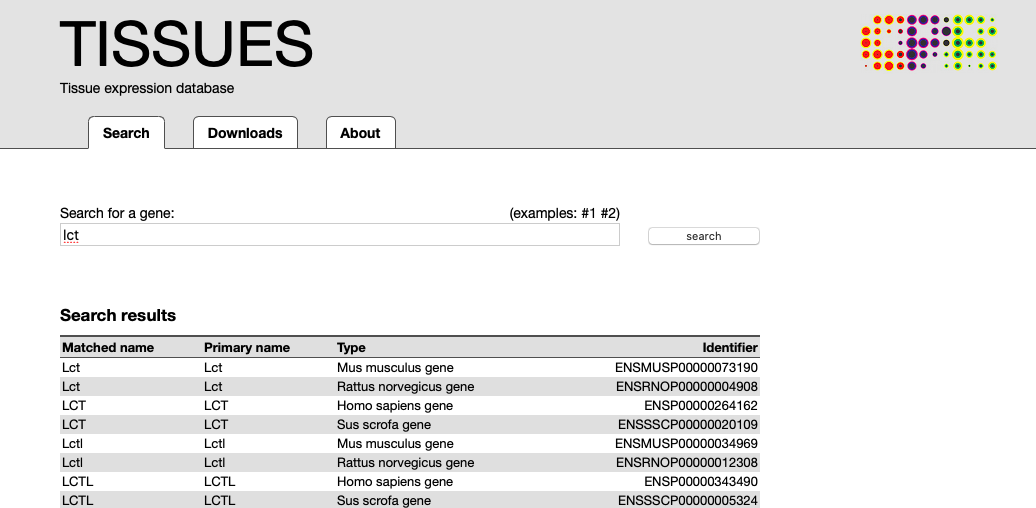 TISSUES
CPR
Tissue expression database
Search Downloads About
Search for a gene: (examples: #1 #2)
lct search
Search results
Matched name Primary name Type Identifier
Lct Lct Mus musculus gene ENSMUSP00000073190
Lct Lct Rattus norvegicus gene ENSRNOP00000004908
LCT LCT Homo sapiens gene ENSP00000264162
LCT LCT Sus scrofa gene ENSSSCP00000020109
Lctl Lctl Mus musculus gene ENSMUSP00000034969
Lctl Lctl Rattus norvegicus gene ENSRNOP00000012308
LCTL LCTL Homo sapiens gene ENSP00000343490
LCTL LCTL Sus scrofa gene ENSSSCP00000005324